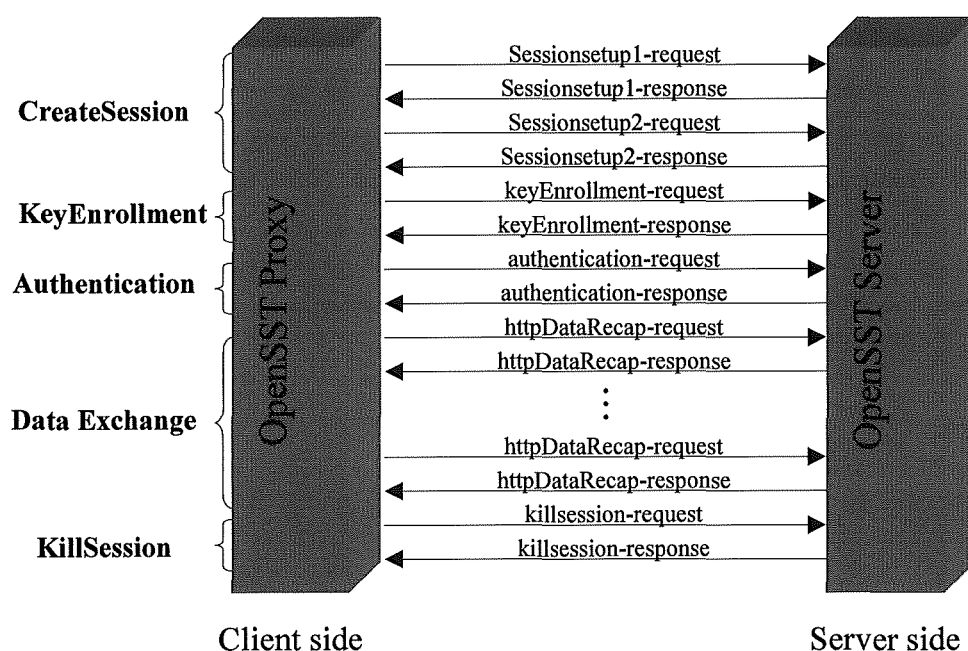 Sessionsetup1-request
Sessionsetup1-response
CreateSession
Sessionsetup2-request
Sessionsetup2-response
keyEnrollment-request
KeyEnrollment
keyEnrollment-response
authentication-request
Authentication
authentication-response
httpDataRecap-request
httpDataRecap-response
OpenSST Proxy
OpenSST Server
Data Exchange
httpDataRecap-request
httpDataRecap-response
killsession-request
KillSession
killsession-response
Client side
Server side